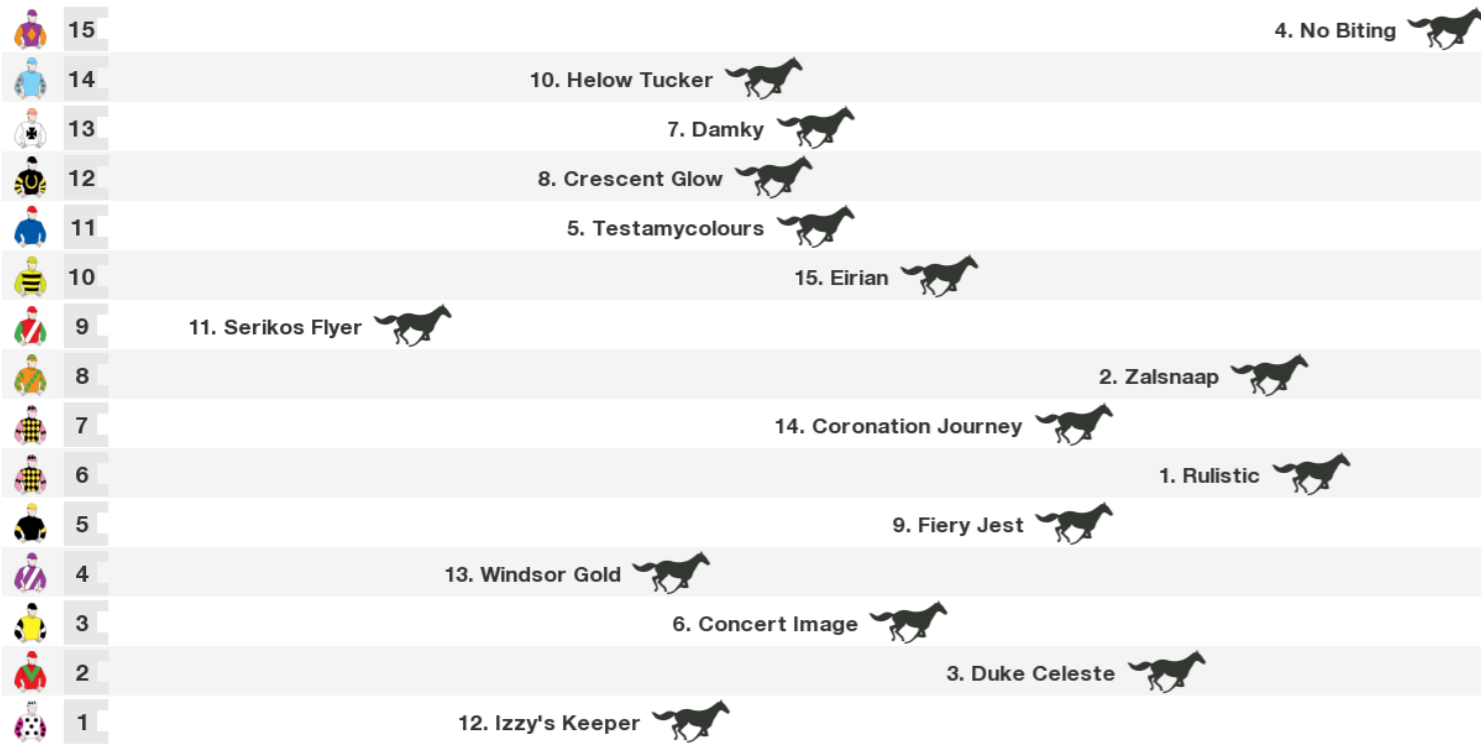 15 4. No Biting
14 10. Helow Tucker
13 7. Damky
12 8. Crescent Glow
11 5. Testamycolours
10 15. Eirian
9 11. Serikos Flyer
8 2. Zalsnaap
7 14. Coronation Journey
6 1. Rulistic
5 9. Fiery Jest
4 13. Windsor Gold
3 6. Concert Image
2 3. Duke Celeste
1 12. Izzy's Keeper